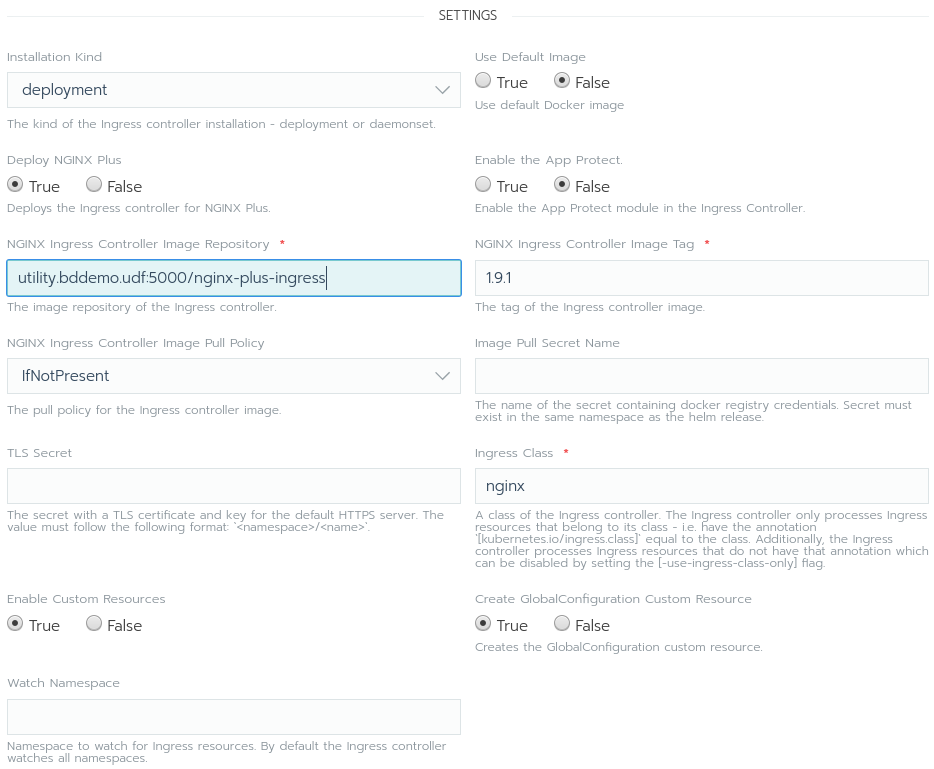 SETTINGS
Installation Kind
deployment
The kind of the Ingress controller installation - deployment or daemonset.
Use Default Image
True False
Use default Docker image
Deploy NGINX Plus
True False
Deploys the Ingress controller for NGINX Plus.
Enable the App Protect.
True False
Enable the App Protect module in the Ingress Controller.
NGINX Ingress Controller Image Repository *
utility.bddemo.udf:5000/nginx-plus-ingress
The image repository of the Ingress controller.
NGINX Ingress Controller Image Tag *
1.9.1
The tag of the Ingress controller image.
NGINX Ingress Controller Image Pull Policy
IfNotPresent
The pull policy for the Ingress controller image.
Image Pull Secret Name
The name of the secret containing docker registry credentials. Secret must
exist in the same namespace as the helm release.
TLS Secret
The secret with a TLS certificate and key for the default HTTPS server. The
value must follow the following format: `<namespace>/<name>`.
Ingress Class *
nginx
A class of the Ingress controller. The Ingress controller only processes Ingress
resources that belong to its class - i.e. have the annotation
`[kubernetes.io/ingress.class]` equal to the class. Additionally, the Ingress
controller processes Ingress resources that do not have that annotation which
can be disabled by setting the [-use-ingress-class-only] flag.
Enable Custom Resources
True False
Create GlobalConfiguration Custom Resource
True False
Creates the GlobalConfiguration custom resource.
Watch Namespace
Namespace to watch for Ingress resources. By default the Ingress controller
watches all namespaces.